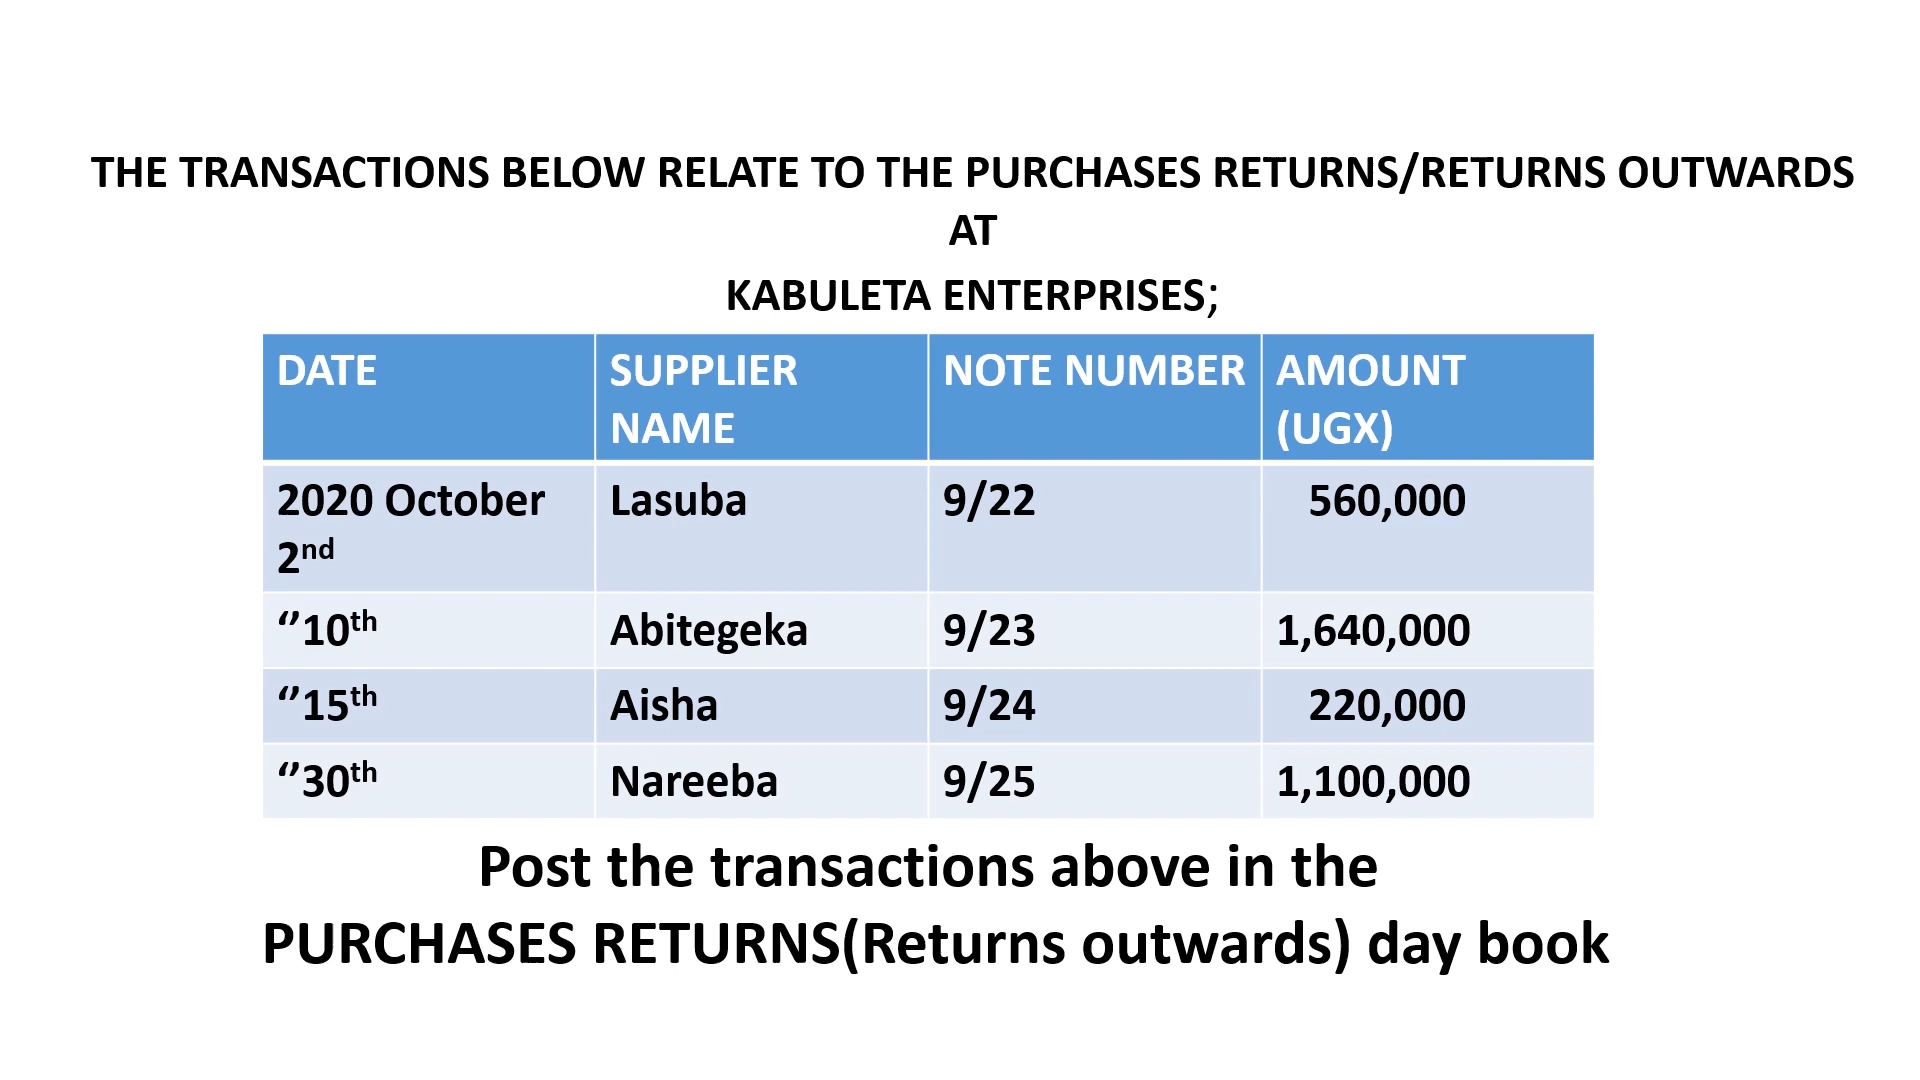 THE TRANSACTIONS BELOW RELATE TO THE PURCHASES RETURNS/RETURNS OUTWARDS
AT
KABULETA ENTERPRISES;
DATE SUPPLIER NAME NOTE NUMBER AMOUNT (UGX)
2020 October 2nd Lasuba 9/22 560,000
‘’10th Abitegeka 9/23 1,640,000
‘’15th Aisha 9/24 220,000
‘’30th Nareeba 9/25 1,100,000
Post the transactions above in the
PURCHASES RETURNS(Returns outwards) day book